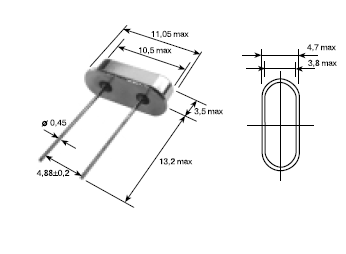 11,05 max
10,5 max
4,7 max
3,8 max
3,5 max
ø 0,45
13,2 max
4,88±0,2